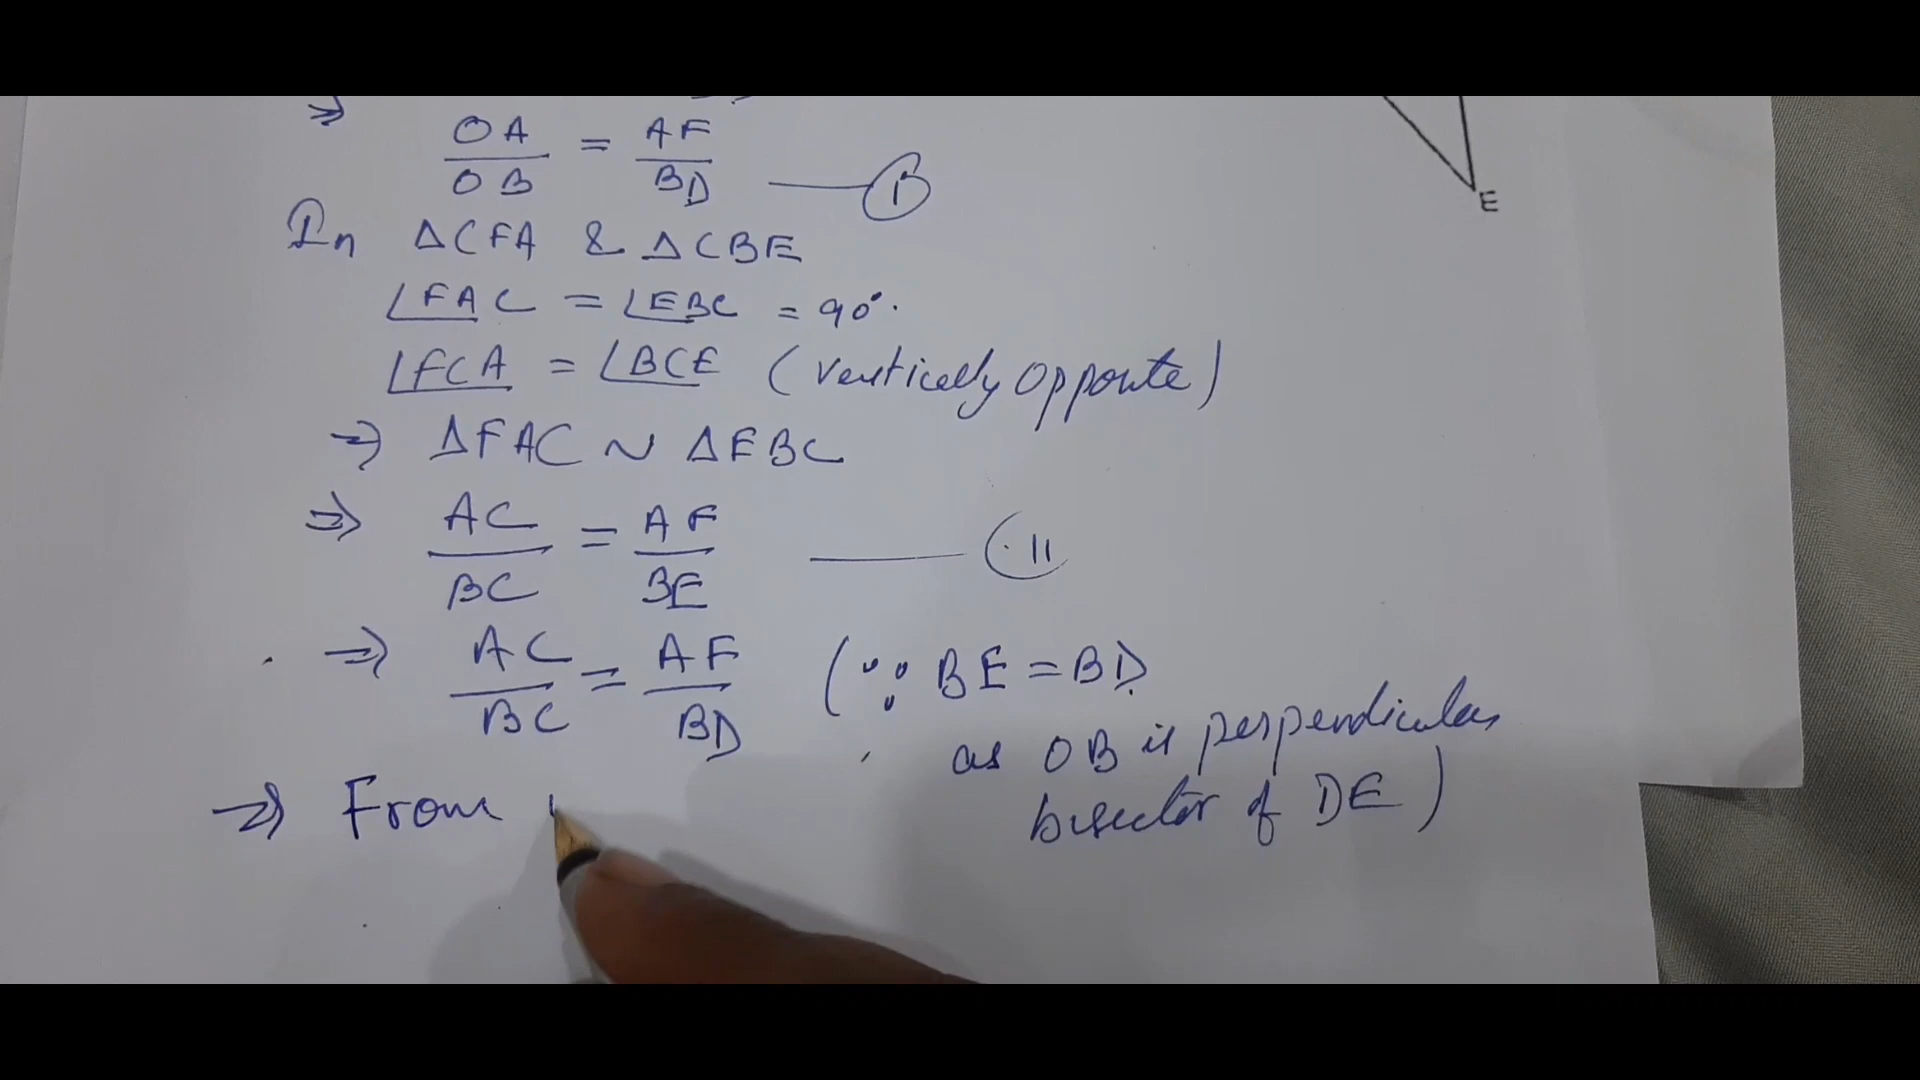 ⇒ OA/OB = AF/BD —— (I)
E
In ΔCFA & ΔCBE
∠FAC = ∠EBC = 90°.
∠FCA = ∠BCE (vertically opposite)
⇒ ΔFAC ~ ΔEBC
⇒ AC/BC = AF/BE —— (II
⇒ AC/BC = AF/BD (∵ BE = BD
as OB is perpendicular
bisector of DE)
⇒ From